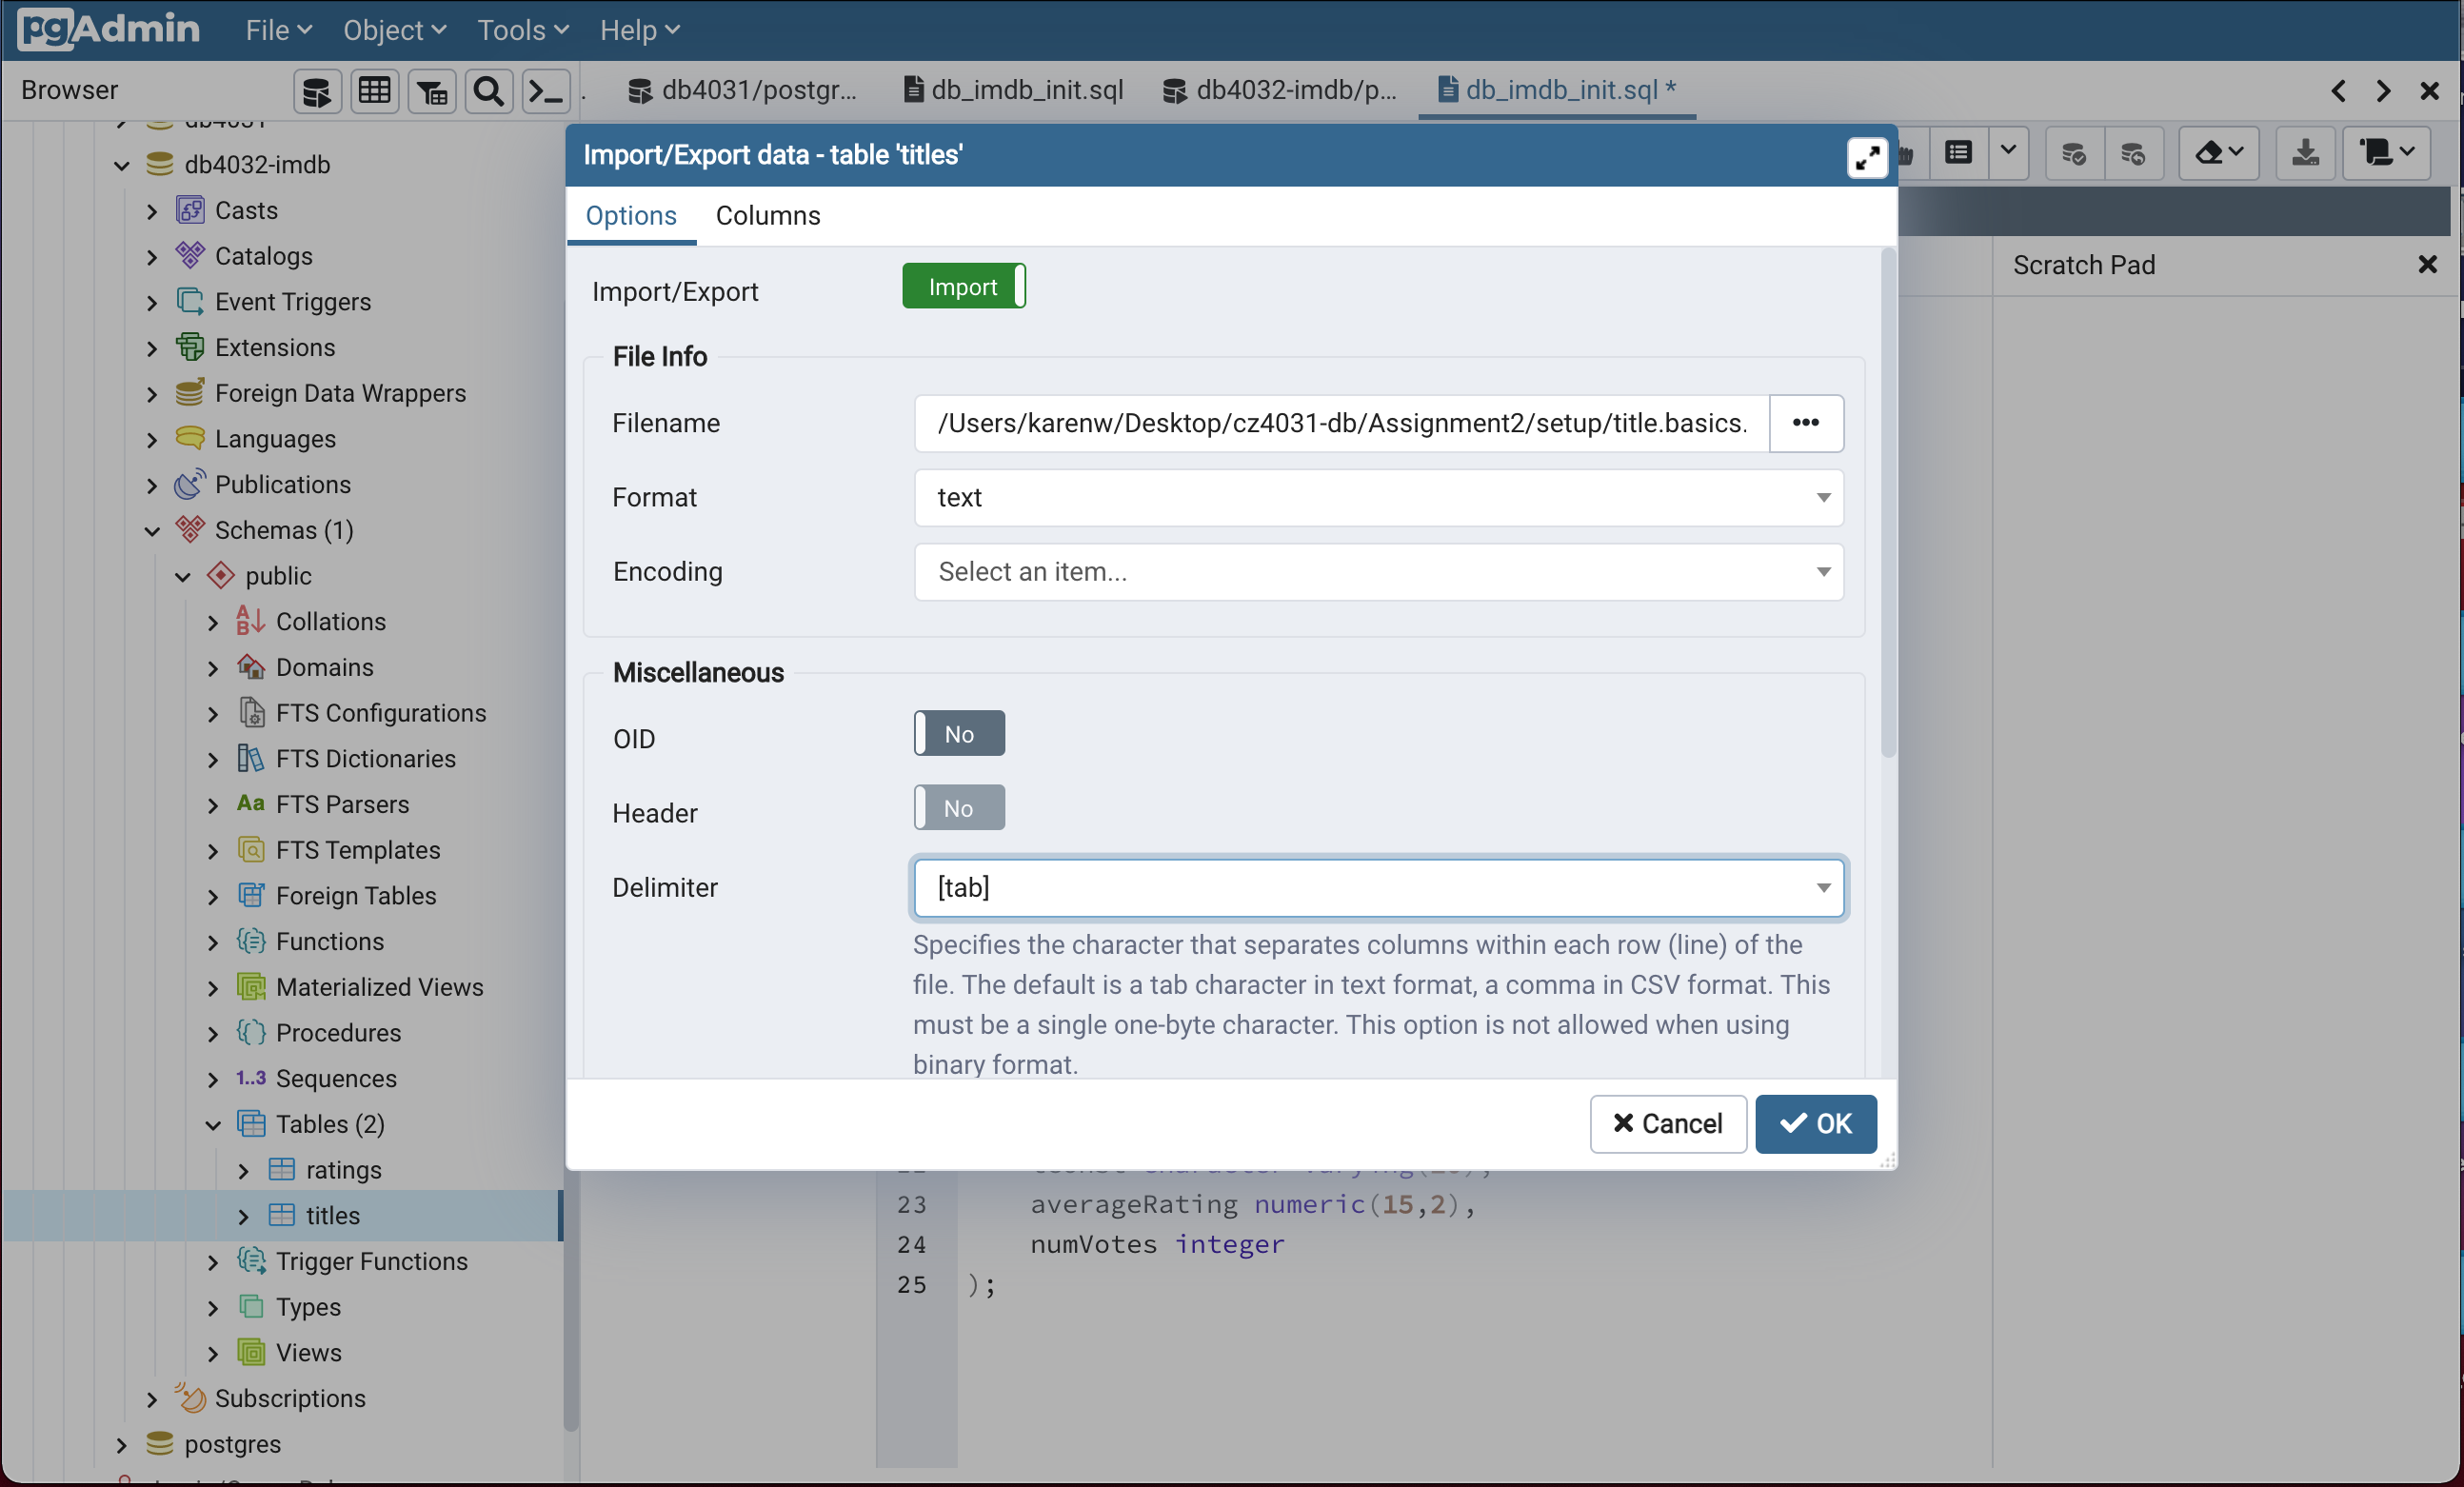 pgAdmin File Object Tools Help
Browser db4031/postgr... db_imdb_init.sql db4032-imdb/p... db_imdb_init.sql *
db4031
db4032-imdb
Casts
Catalogs
Event Triggers
Extensions
Foreign Data Wrappers
Languages
Publications
Schemas (1)
public
Collations
Domains
FTS Configurations
FTS Dictionaries
Aa FTS Parsers
FTS Templates
Foreign Tables
Functions
Materialized Views
Procedures
1..3 Sequences
Tables (2)
ratings
titles
Trigger Functions
Types
Views
Subscriptions
postgres
Import/Export data - table 'titles'
Options Columns
Import/Export Import
File Info
Filename /Users/karenw/Desktop/cz4031-db/Assignment2/setup/title.basics.
Format text
Encoding Select an item...
Miscellaneous
OID No
Header No
Delimiter [tab]
Specifies the character that separates columns within each row (line) of the
file. The default is a tab character in text format, a comma in CSV format. This
must be a single one-byte character. This option is not allowed when using
binary format.
Cancel OK
23 averageRating numeric(15,2),
24 numVotes integer
25 );
Scratch Pad